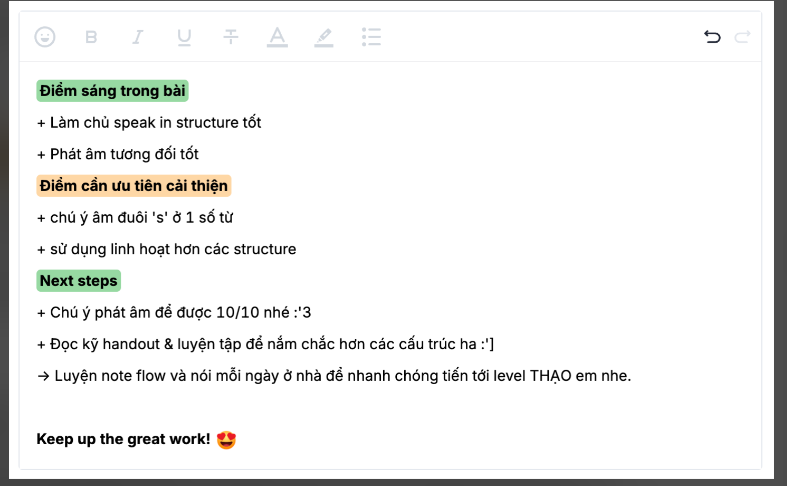 Điểm sáng trong bài
+ Làm chủ speak in structure tốt
+ Phát âm tương đối tốt
Điểm cần ưu tiên cải thiện
+ chú ý âm đuôi 's' ở 1 số từ
+ sử dụng linh hoạt hơn các structure
Next steps
+ Chú ý phát âm để được 10/10 nhé :'3
+ Đọc kỹ handout & luyện tập để nắm chắc hơn các cấu trúc ha :']
→ Luyện note flow và nói mỗi ngày ở nhà để nhanh chóng tiến tới level THẠO em nhe.
Keep up the great work! 😍